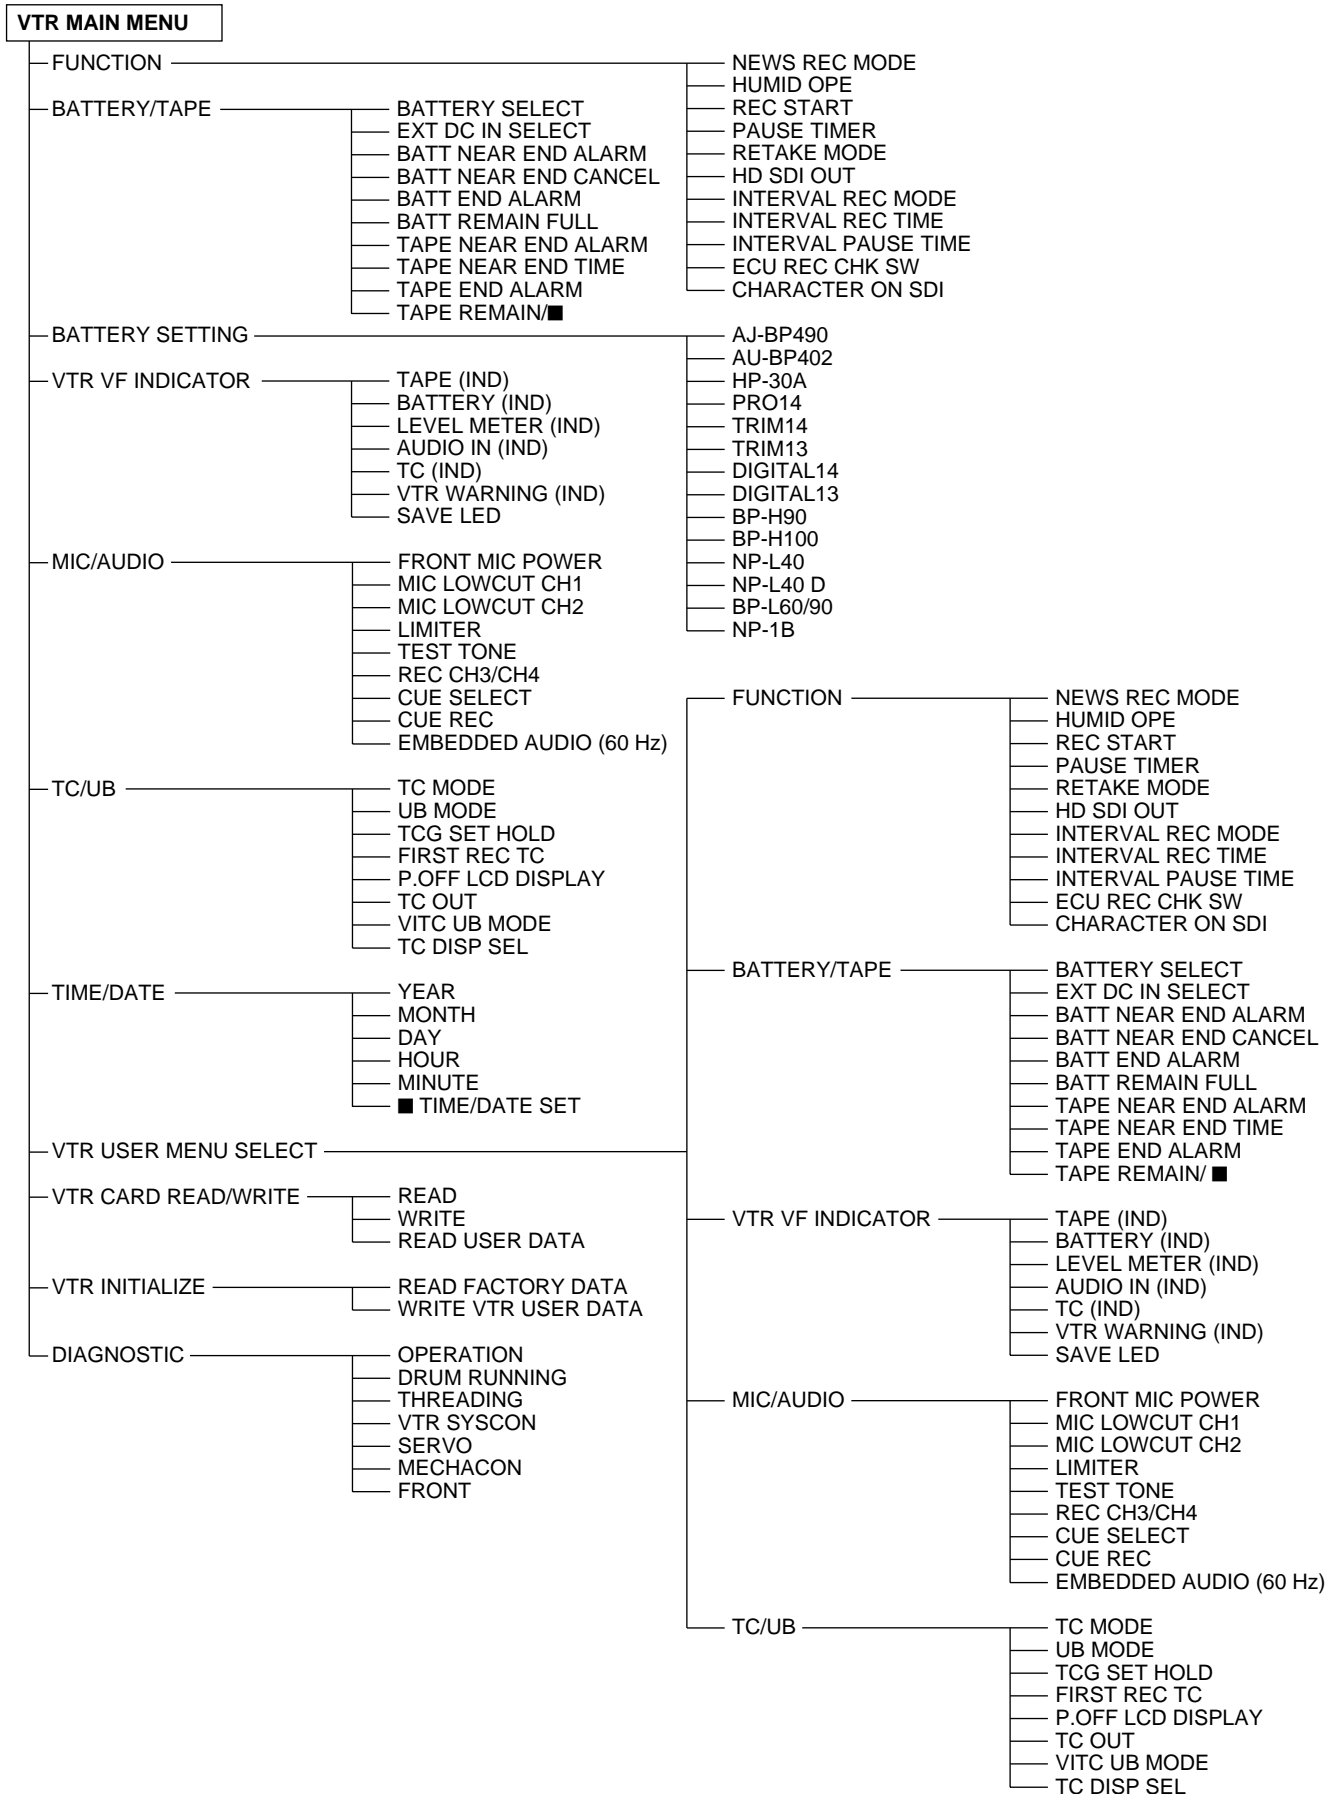 VTR MAIN MENU
FUNCTION
NEWS REC MODE
HUMID OPE
REC START
PAUSE TIMER
RETAKE MODE
HD SDI OUT
INTERVAL REC MODE
INTERVAL REC TIME
INTERVAL PAUSE TIME
ECU REC CHK SW
CHARACTER ON SDI
BATTERY/TAPE
BATTERY SELECT
EXT DC IN SELECT
BATT NEAR END ALARM
BATT NEAR END CANCEL
BATT END ALARM
BATT REMAIN FULL
TAPE NEAR END ALARM
TAPE NEAR END TIME
TAPE END ALARM
TAPE REMAIN/■
BATTERY SETTING
AJ-BP490
AU-BP402
HP-30A
PRO14
TRIM14
TRIM13
DIGITAL14
DIGITAL13
BP-H90
BP-H100
NP-L40
NP-L40 D
BP-L60/90
NP-1B
VTR VF INDICATOR
TAPE (IND)
BATTERY (IND)
LEVEL METER (IND)
AUDIO IN (IND)
TC (IND)
VTR WARNING (IND)
SAVE LED
MIC/AUDIO
FRONT MIC POWER
MIC LOWCUT CH1
MIC LOWCUT CH2
LIMITER
TEST TONE
REC CH3/CH4
CUE SELECT
CUE REC
EMBEDDED AUDIO (60 Hz)
TC/UB
TC MODE
UB MODE
TCG SET HOLD
FIRST REC TC
P.OFF LCD DISPLAY
TC OUT
VITC UB MODE
TC DISP SEL
TIME/DATE
YEAR
MONTH
DAY
HOUR
MINUTE
■ TIME/DATE SET
VTR USER MENU SELECT
FUNCTION
NEWS REC MODE
HUMID OPE
REC START
PAUSE TIMER
RETAKE MODE
HD SDI OUT
INTERVAL REC MODE
INTERVAL REC TIME
INTERVAL PAUSE TIME
ECU REC CHK SW
CHARACTER ON SDI
BATTERY/TAPE
BATTERY SELECT
EXT DC IN SELECT
BATT NEAR END ALARM
BATT NEAR END CANCEL
BATT END ALARM
BATT REMAIN FULL
TAPE NEAR END ALARM
TAPE NEAR END TIME
TAPE END ALARM
TAPE REMAIN/ ■
VTR VF INDICATOR
TAPE (IND)
BATTERY (IND)
LEVEL METER (IND)
AUDIO IN (IND)
TC (IND)
VTR WARNING (IND)
SAVE LED
MIC/AUDIO
FRONT MIC POWER
MIC LOWCUT CH1
MIC LOWCUT CH2
LIMITER
TEST TONE
REC CH3/CH4
CUE SELECT
CUE REC
EMBEDDED AUDIO (60 Hz)
TC/UB
TC MODE
UB MODE
TCG SET HOLD
FIRST REC TC
P.OFF LCD DISPLAY
TC OUT
VITC UB MODE
TC DISP SEL
VTR CARD READ/WRITE
READ
WRITE
READ USER DATA
VTR INITIALIZE
READ FACTORY DATA
WRITE VTR USER DATA
DIAGNOSTIC
OPERATION
DRUM RUNNING
THREADING
VTR SYSCON
SERVO
MECHACON
FRONT